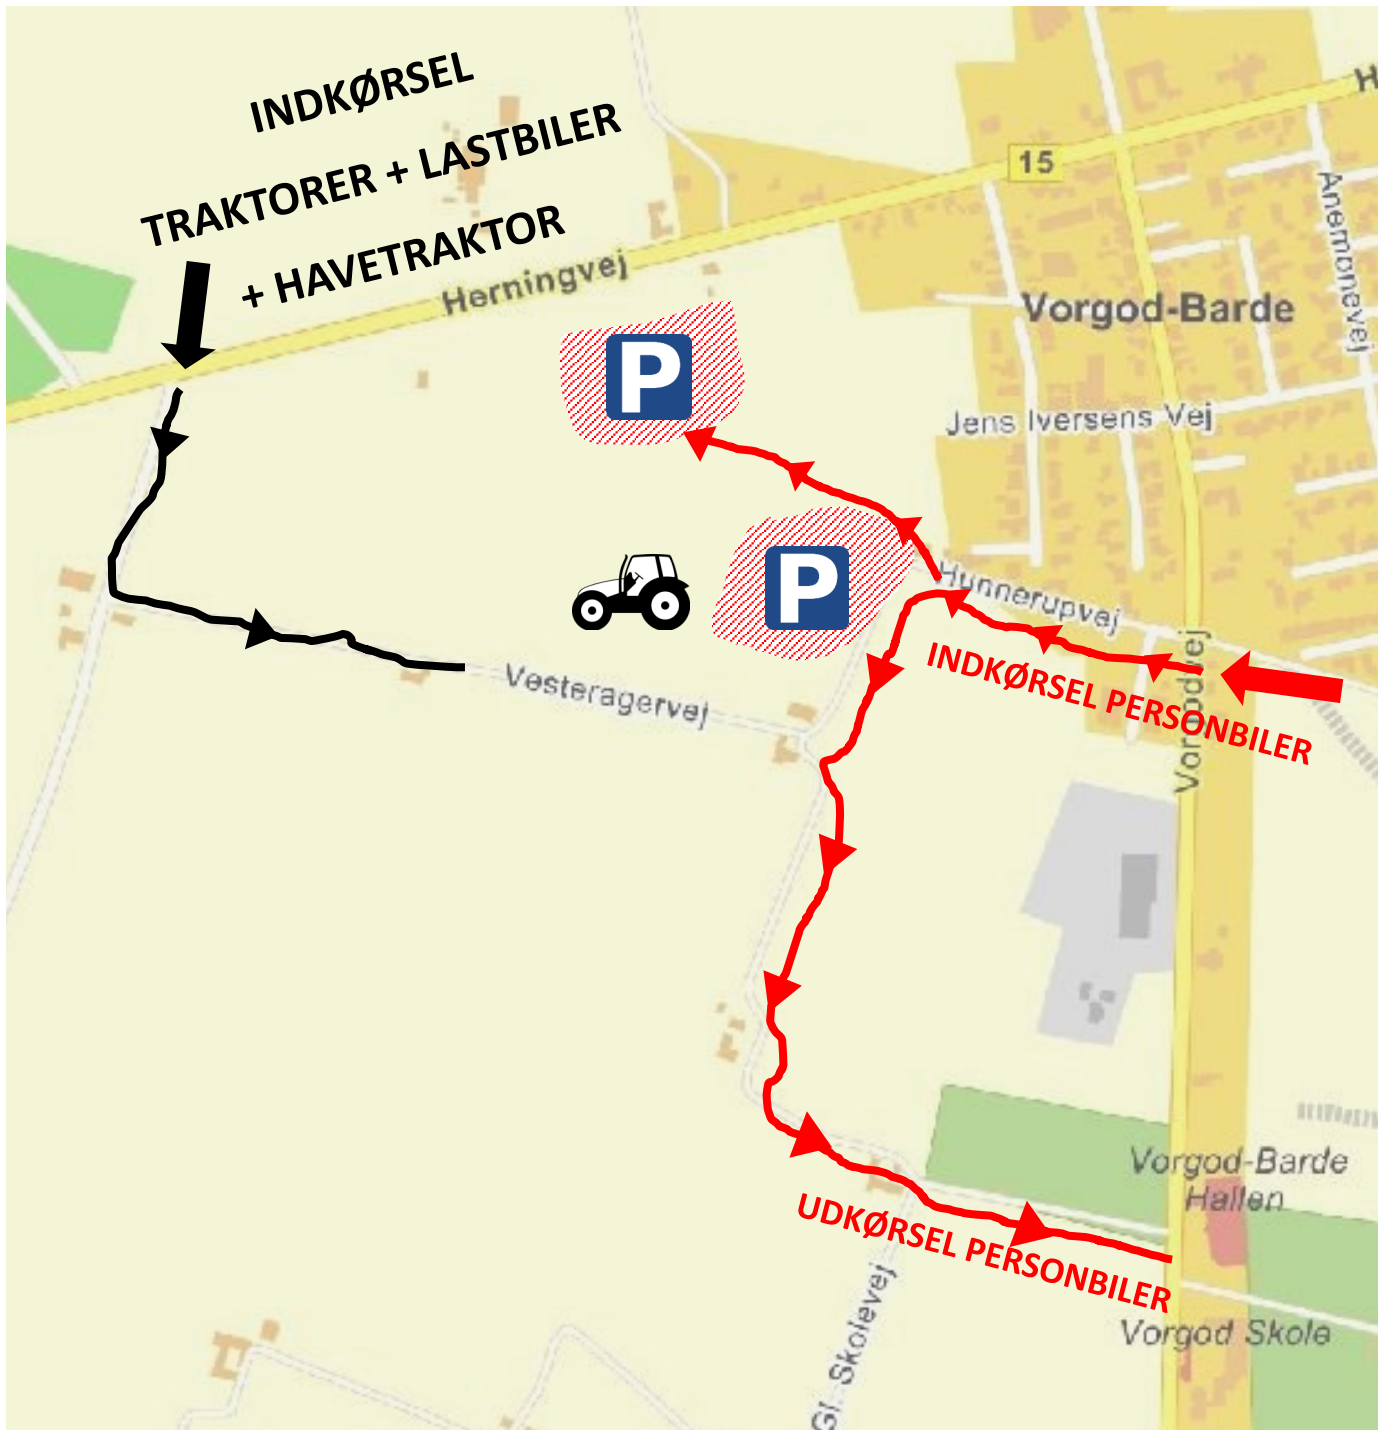 INDKØRSEL
TRAKTORER + LASTBILER
+ HAVETRAKTOR
H
15
Anemonevej
Herningvej
Vorgod-Barde
P
Jens Iversens Vej
P
Hunnerupvej
INDKØRSEL PERSONBILER
Vorgodvej
Vesteragervej
Vorgod-Barde
Hallen
UDKØRSEL PERSONBILER
Gl. Skolevej
Vorgod Skole